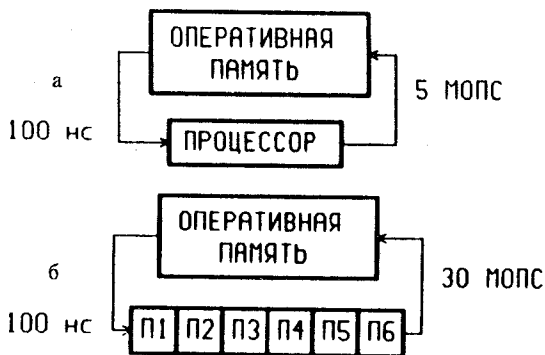 ОПЕРАТИВНАЯ
ПАМЯТЬ
а
5 МОПС
100 нс
ПРОЦЕССОР
ОПЕРАТИВНАЯ
ПАМЯТЬ
б
30 МОПС
100 нс
П1 П2 П3 П4 П5 П6